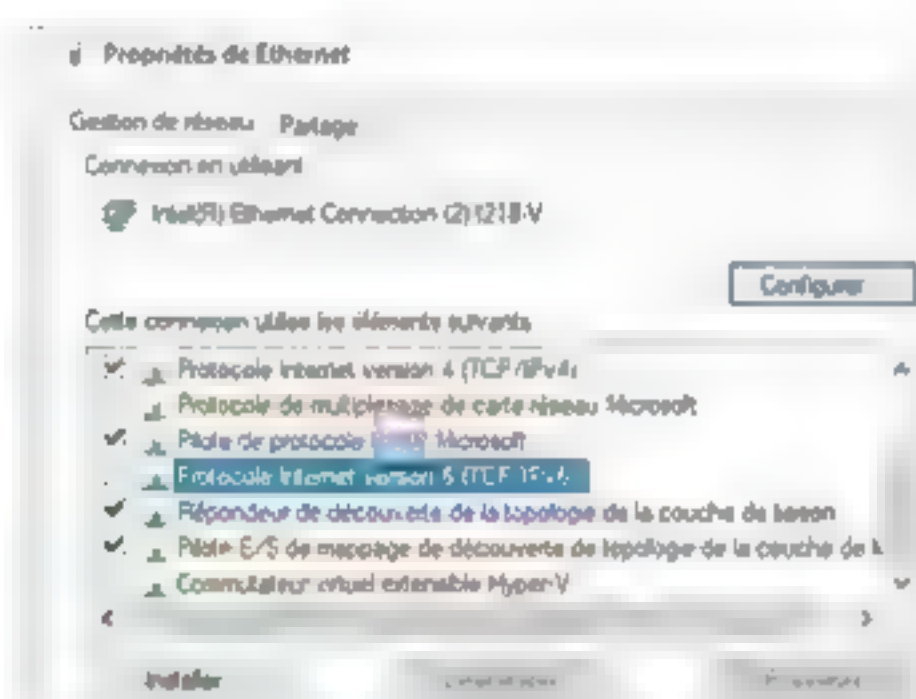 Propriétés de Ethernet
Gestion de réseau Partage
Connexion en utilisant
Intel(R) Ethernet Connection (2) I218-V
Configurer
Cette connexion utilise les éléments suivants
Protocole Internet version 4 (TCP/IPv4)
Protocole de multiplexage de carte réseau Microsoft
Pilote de protocole Microsoft
Protocole Internet version 6 (TCP/IPv6
Répondeur de découverte de la topologie de la couche de liaison
Pilote E/S de mappage de découverte de topologie de la couche de l
Commutateur virtuel extensible Hyper-V
Installer